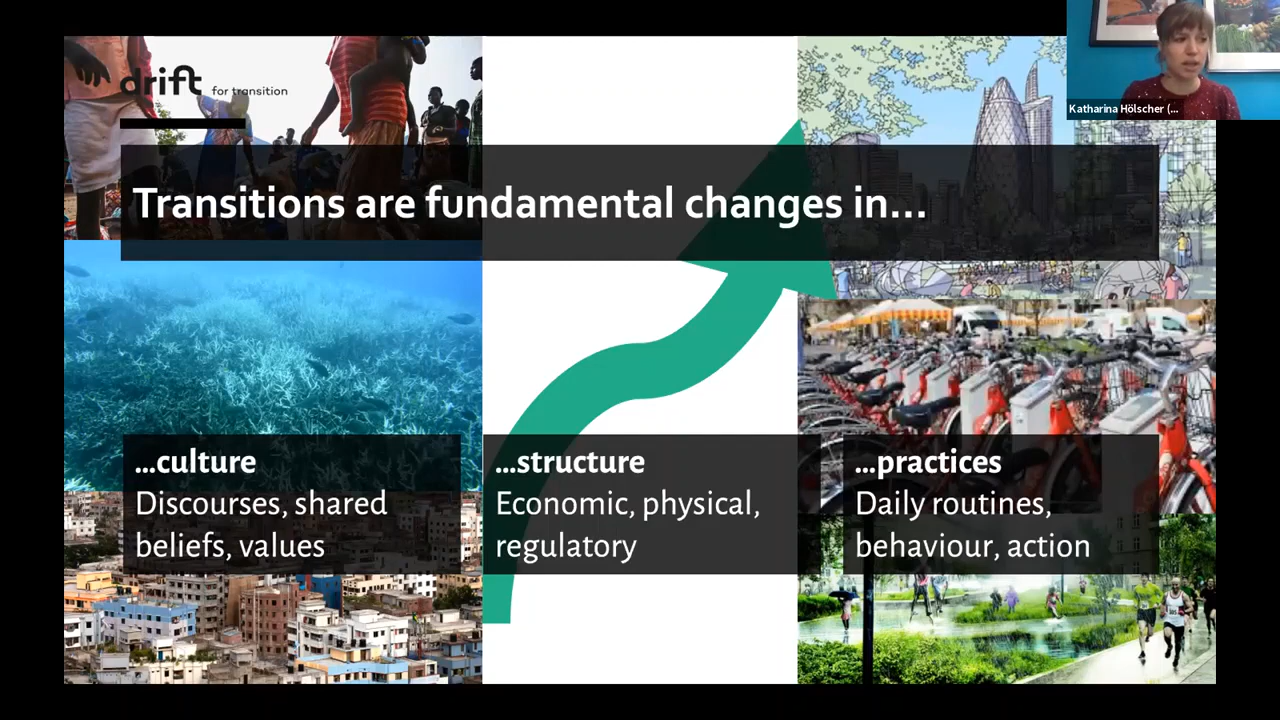 drift for transition
Katharina Hölscher (...
Transitions are fundamental changes in...
...culture
Discourses, shared
beliefs, values
...structure
Economic, physical,
regulatory
...practices
Daily routines,
behaviour, action